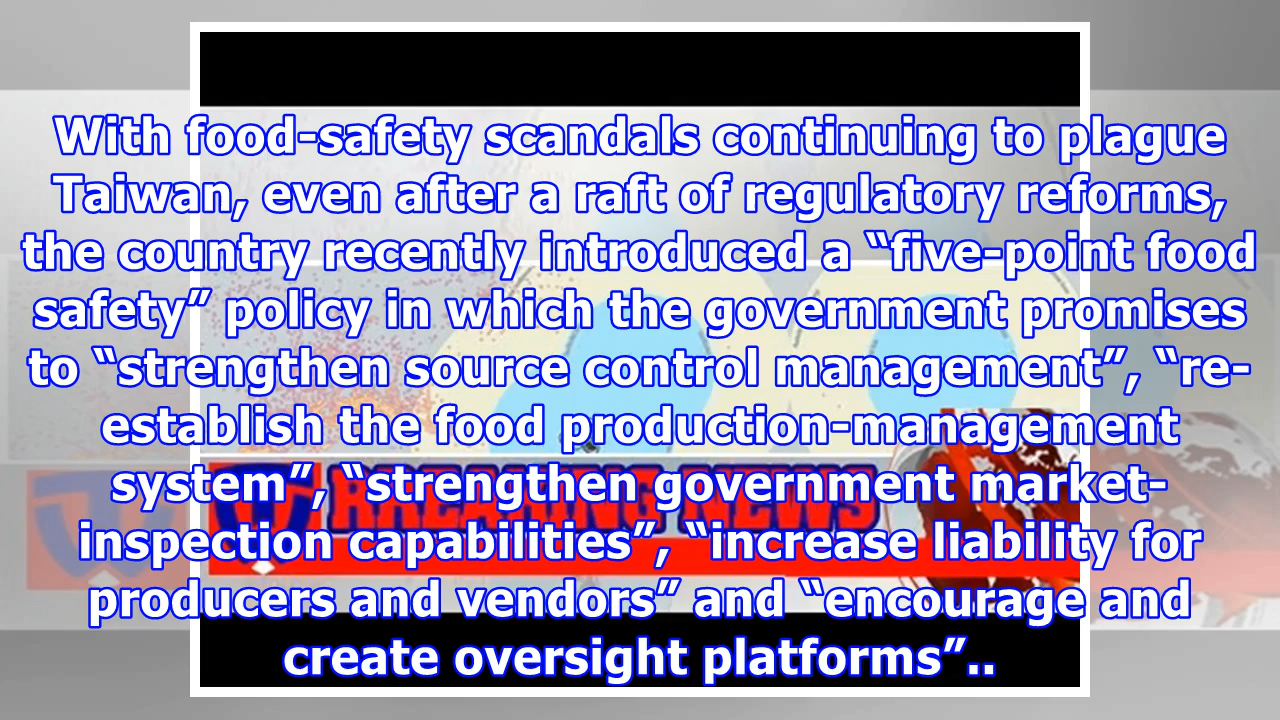 With food-safety scandals continuing to plague
Taiwan, even after a raft of regulatory reforms,
the country recently introduced a “five-point food
safety” policy in which the government promises
to “strengthen source control management”, “re-
establish the food production-management
system”, “strengthen government market-
inspection capabilities”, “increase liability for
producers and vendors” and “encourage and
create oversight platforms”..
BREAKING NEWS